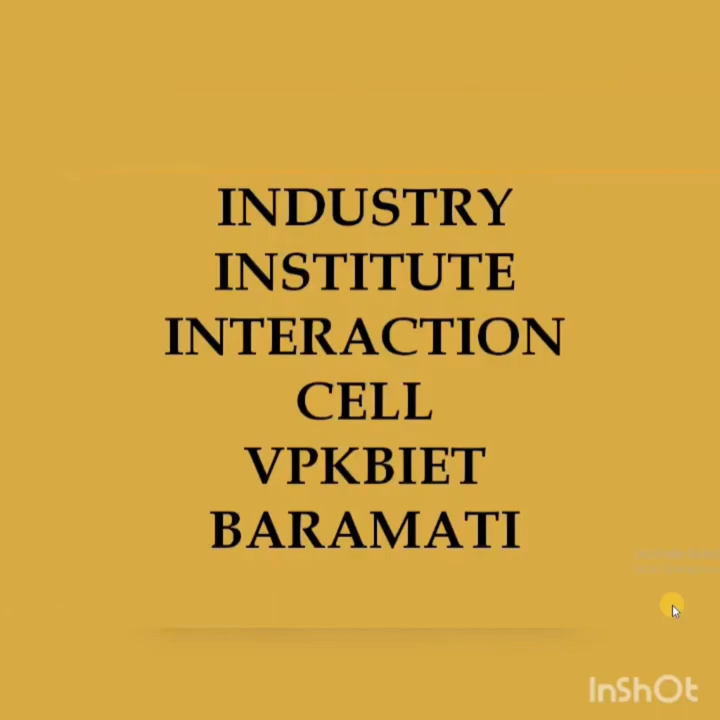 INDUSTRY
INSTITUTE
INTERACTION
CELL
VPKBIET
BARAMATI
InShOt